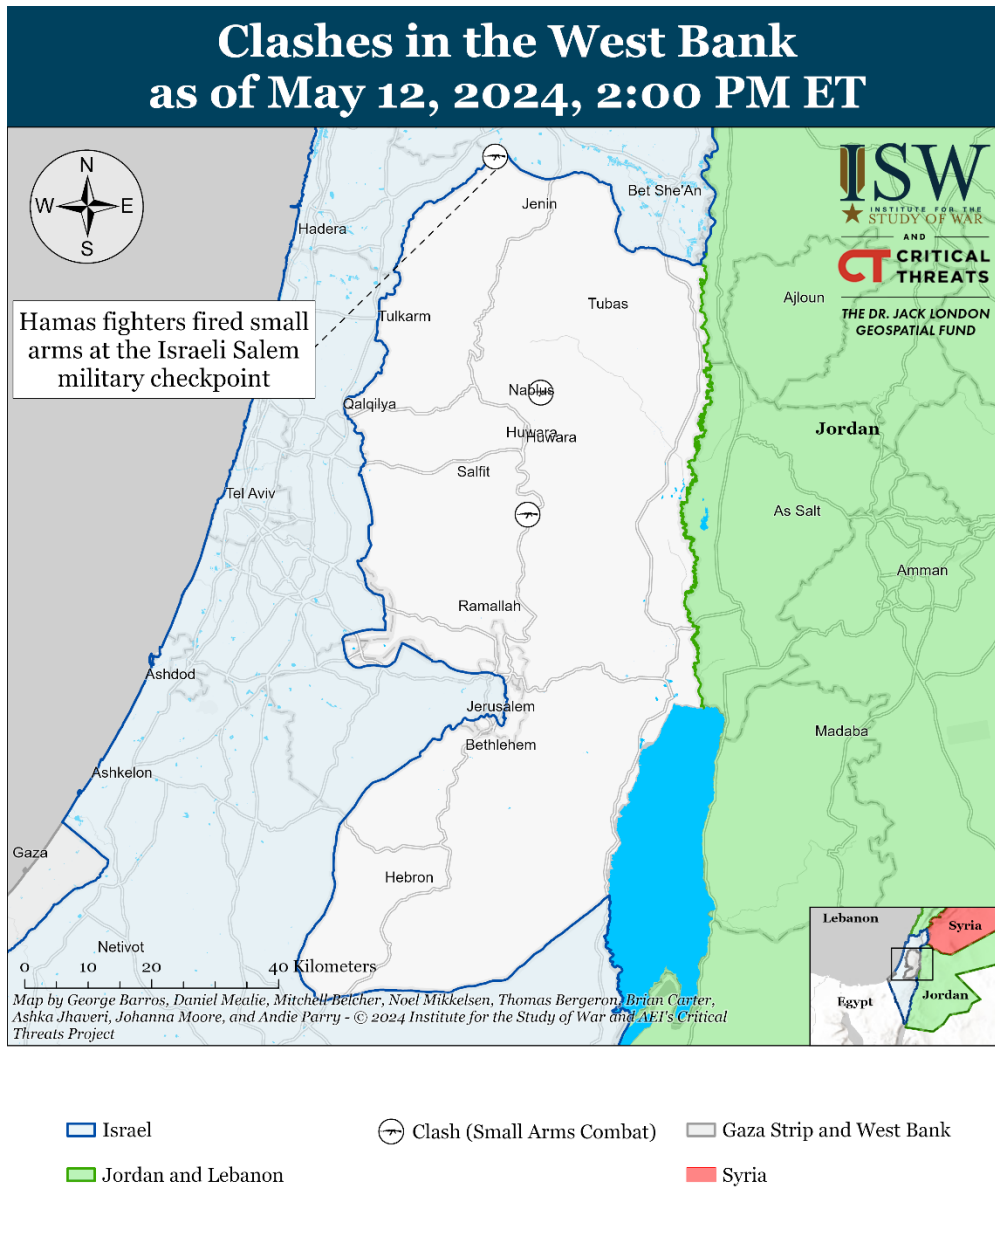 Clashes in the West Bank
as of May 12, 2024, 2:00 PM ET
N
W
E
S
ISW
INSTITUTE FOR THE
STUDY OF WAR
AND
CT CRITICAL
THREATS
THE DR. JACK LONDON
GEOSPATIAL FUND
Hamas fighters fired small
arms at the Israeli Salem
military checkpoint
Bet She'An
Jenin
Hadera
Ajloun
Tubas
Tulkarm
Nablus
Qalqilya
Jordan
Huwara
Huwara
Salfit
Tel Aviv
As Salt
Amman
Ramallah
Ashdod
Jerusalem
Madaba
Bethlehem
Ashkelon
Gaza
Hebron
Netivot
0 10 20 40 Kilometers
Map by George Barros, Daniel Mealie, Mitchell Belcher, Noel Mikkelsen, Thomas Bergeron, Brian Carter,
Ashka Jhaveri, Johanna Moore, and Andie Parry - © 2024 Institute for the Study of War and AEI's Critical
Threats Project
Lebanon
Syria
Egypt
Jordan
Israel
Clash (Small Arms Combat)
Gaza Strip and West Bank
Jordan and Lebanon
Syria